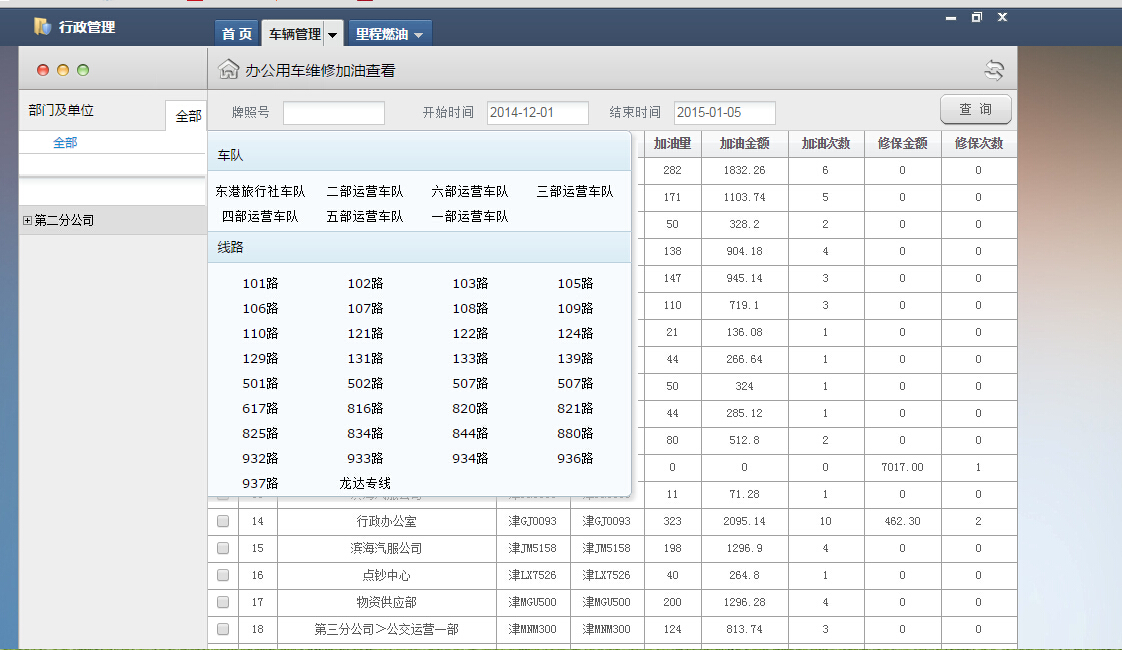 行政管理
首 页 车辆管理 里程燃油
办公用车维修加油查看
部门及单位 全部
牌照号 开始时间 2014-12-01 结束时间 2015-01-05 查 询
全部
第二分公司
车队
东港旅行社车队 二部运营车队 六部运营车队 三部运营车队
四部运营车队 五部运营车队 一部运营车队
线路
101路 102路 103路 105路
106路 107路 108路 109路
110路 121路 122路 124路
129路 131路 133路 139路
501路 502路 507路 507路
617路 816路 820路 821路
825路 834路 844路 880路
932路 933路 934路 936路
937路 龙达专线
加油量 加油金额 加油次数 修保金额 修保次数
282 1832.26 6 0 0
171 1103.74 5 0 0
50 328.2 2 0 0
138 904.18 4 0 0
147 945.14 3 0 0
110 719.1 3 0 0
21 136.08 1 0 0
44 266.64 1 0 0
50 324 1 0 0
44 285.12 1 0 0
80 512.8 2 0 0
0 0 0 7017.00 1
11 71.28 1 0 0
14 行政办公室 津GJ0093 津GJ0093 323 2095.14 10 462.30 2
15 滨海汽服公司 津JM5158 津JM5158 198 1296.9 4 0 0
16 点钞中心 津LX7526 津LX7526 40 264.8 1 0 0
17 物资供应部 津MGU500 津MGU500 200 1296.28 4 0 0
18 第三分公司>公交运营一部 津MNM300 津MNM300 124 813.74 3 0 0